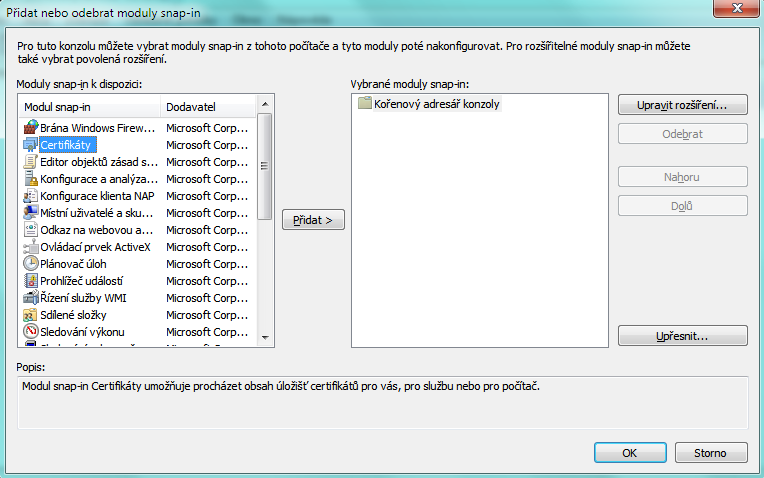 Přidat nebo odebrat moduly snap-in
Pro tuto konzolu můžete vybrat moduly snap-in z tohoto počítače a tyto moduly poté nakonfigurovat. Pro rozšířitelné moduly snap-in můžete
také vybrat povolená rozšíření.
Moduly snap-in k dispozici:
Modul snap-in Dodavatel
Brána Windows Firew... Microsoft Corp...
Certifikáty Microsoft Corp...
Editor objektů zásad s... Microsoft Corp...
Konfigurace a analýza... Microsoft Corp...
Konfigurace klienta NAP Microsoft Corp...
Místní uživatelé a sku... Microsoft Corp...
Odkaz na webovou a... Microsoft Corp...
Ovládací prvek ActiveX Microsoft Corp...
Plánovač úloh Microsoft Corp...
Prohlížeč událostí Microsoft Corp...
Řízení služby WMI Microsoft Corp...
Sdílené složky Microsoft Corp...
Sledování výkonu Microsoft Corp...
Přidat >
Vybrané moduly snap-in:
Kořenový adresář konzoly
Upravit rozšíření...
Odebrat
Nahoru
Dolů
Upřesnit...
Popis:
Modul snap-in Certifikáty umožňuje procházet obsah úložišť certifikátů pro vás, pro službu nebo pro počítač.
OK
Storno